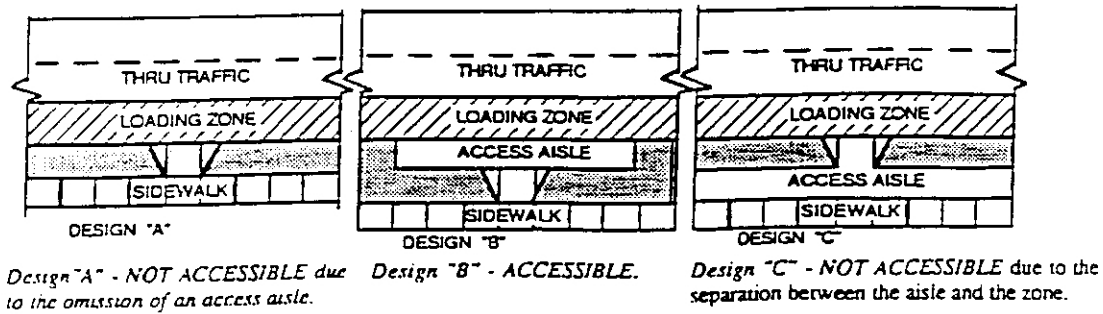 THRU TRAFFIC
LOADING ZONE
SIDEWALK
DESIGN "A"
Design "A" - NOT ACCESSIBLE due
to the omission of an access aisle.
THRU TRAFFIC
LOADING ZONE
ACCESS AISLE
SIDEWALK
DESIGN "B"
Design "B" - ACCESSIBLE.
THRU TRAFFIC
LOADING ZONE
ACCESS AISLE
SIDEWALK
DESIGN "C"
Design "C" - NOT ACCESSIBLE due to the
separation between the aisle and the zone.